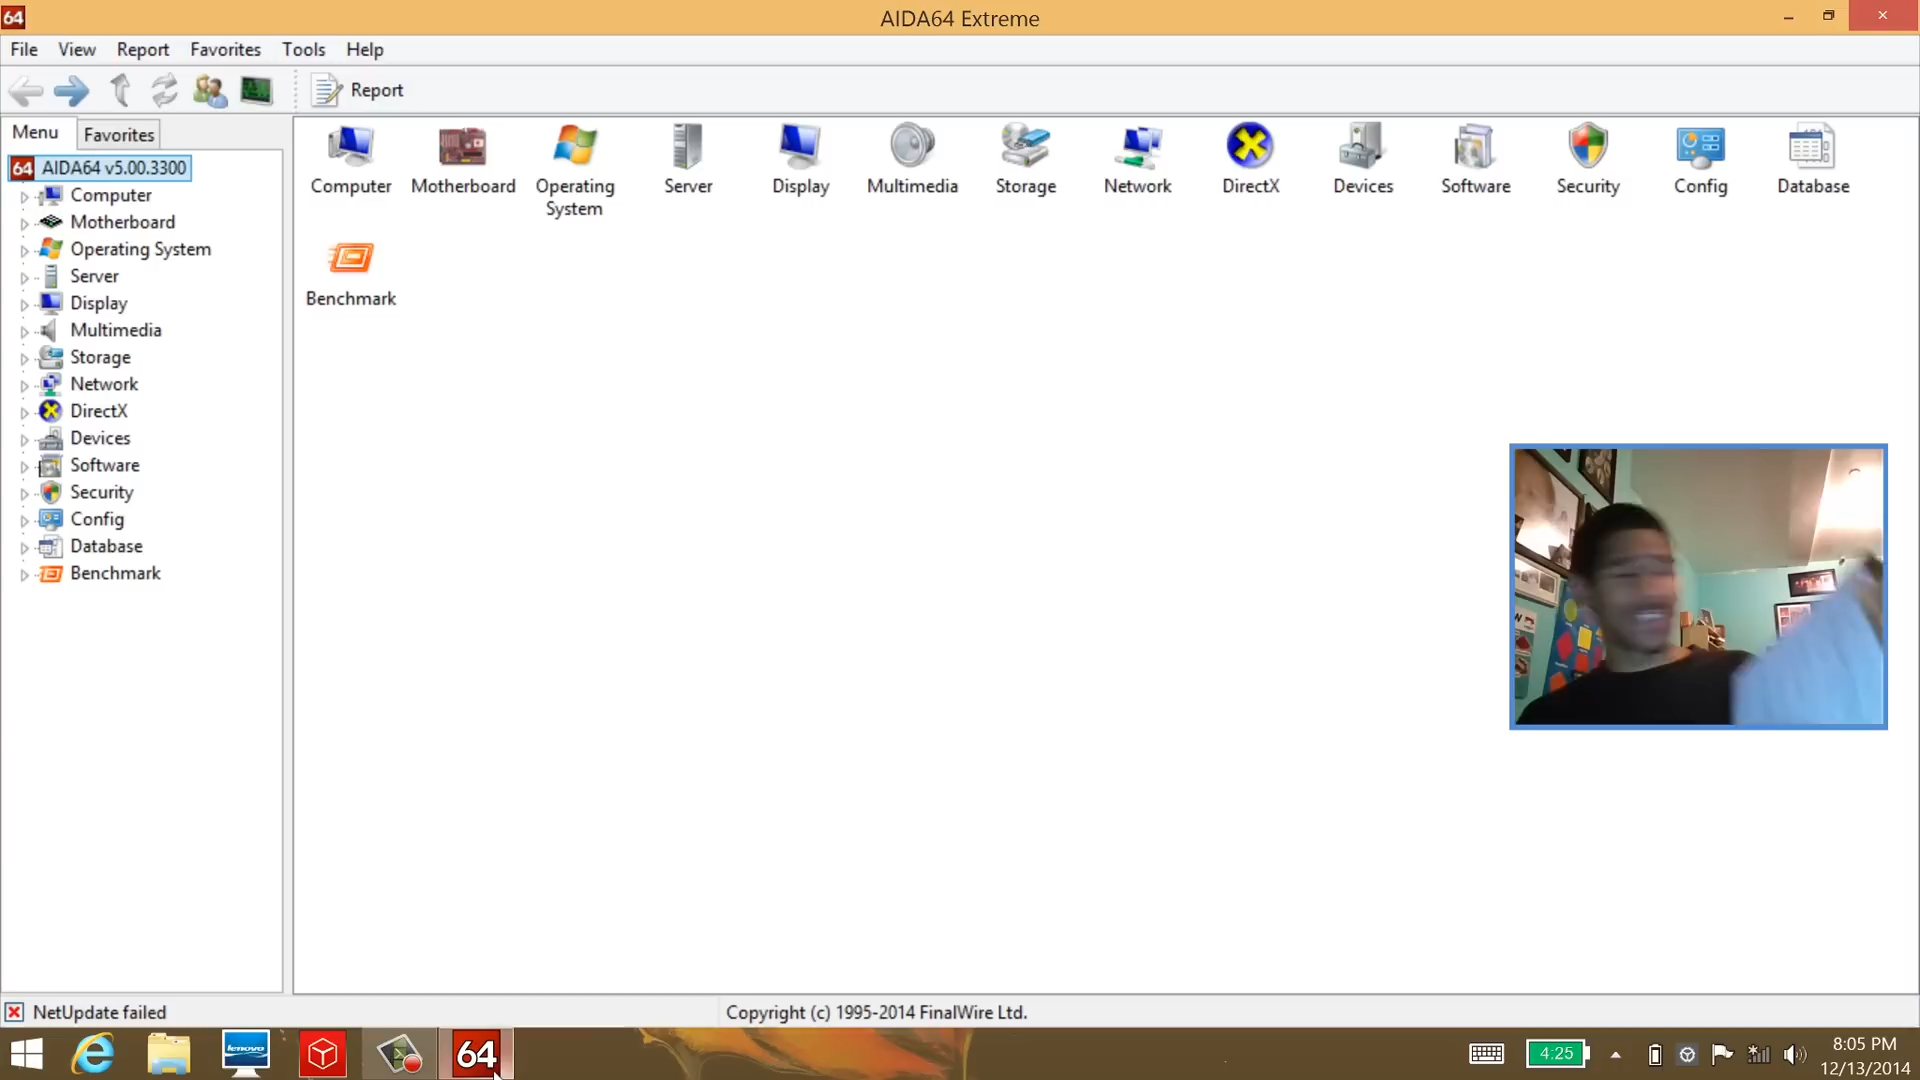 64
AIDA64 Extreme
File View Report Favorites Tools Help
Report
Menu Favorites
64 AIDA64 v5.00.3300
Computer
Motherboard
Operating System
Server
Display
Multimedia
Storage
Network
DirectX
Devices
Software
Security
Config
Database
Benchmark
Computer Motherboard Operating Server Display Multimedia Storage Network DirectX Devices Software Security Config Database
System
Benchmark
NetUpdate failed
Copyright (c) 1995-2014 FinalWire Ltd.
lenovo
64
4:25
8:05 PM
12/13/2014